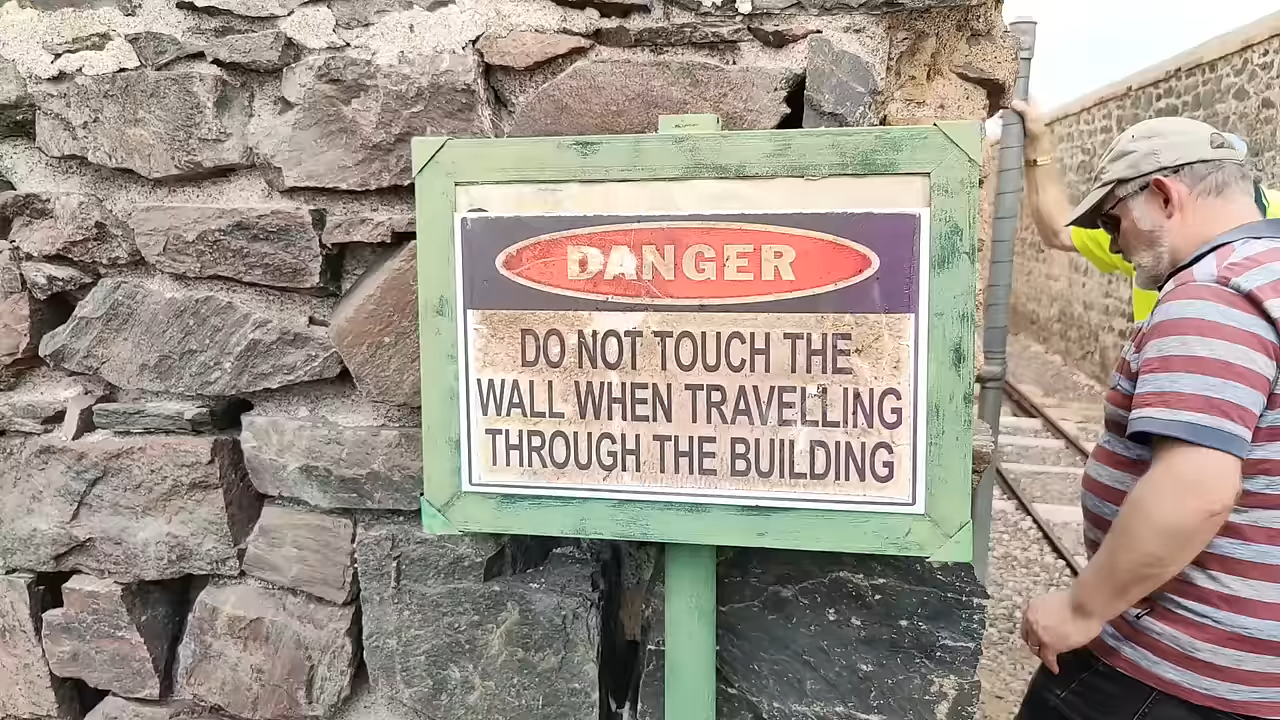 DANGER
DO NOT TOUCH THE
WALL WHEN TRAVELLING
THROUGH THE BUILDING